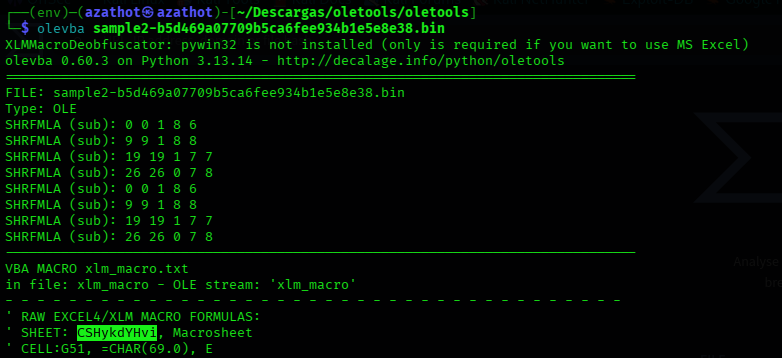 ┌──(env)─(azathot㉿azathot)-[~/Descargas/oletools/oletools]
└─$ olevba sample2-b5d469a07709b5ca6fee934b1e5e8e38.bin
XLMMacroDeobfuscator: pywin32 is not installed (only is required if you want to use MS Excel)
olevba 0.60.3 on Python 3.13.14 - http://decalage.info/python/oletools
===============================================================================
FILE: sample2-b5d469a07709b5ca6fee934b1e5e8e38.bin
Type: OLE
SHRFMLA (sub): 0 0 1 8 6
SHRFMLA (sub): 9 9 1 8 8
SHRFMLA (sub): 19 19 1 7 7
SHRFMLA (sub): 26 26 0 7 8
SHRFMLA (sub): 0 0 1 8 6
SHRFMLA (sub): 9 9 1 8 8
SHRFMLA (sub): 19 19 1 7 7
SHRFMLA (sub): 26 26 0 7 8
-------------------------------------------------------------------------------
VBA MACRO xlm_macro.txt
in file: xlm_macro - OLE stream: 'xlm_macro'
- - - - - - - - - - - - - - - - - - - - - - - - - - - - - - - - - - - - - - -
' RAW EXCEL4/XLM MACRO FORMULAS:
' SHEET: CSHykdYHvi, Macrosheet
' CELL:G51, =CHAR(69.0), E
Analyse